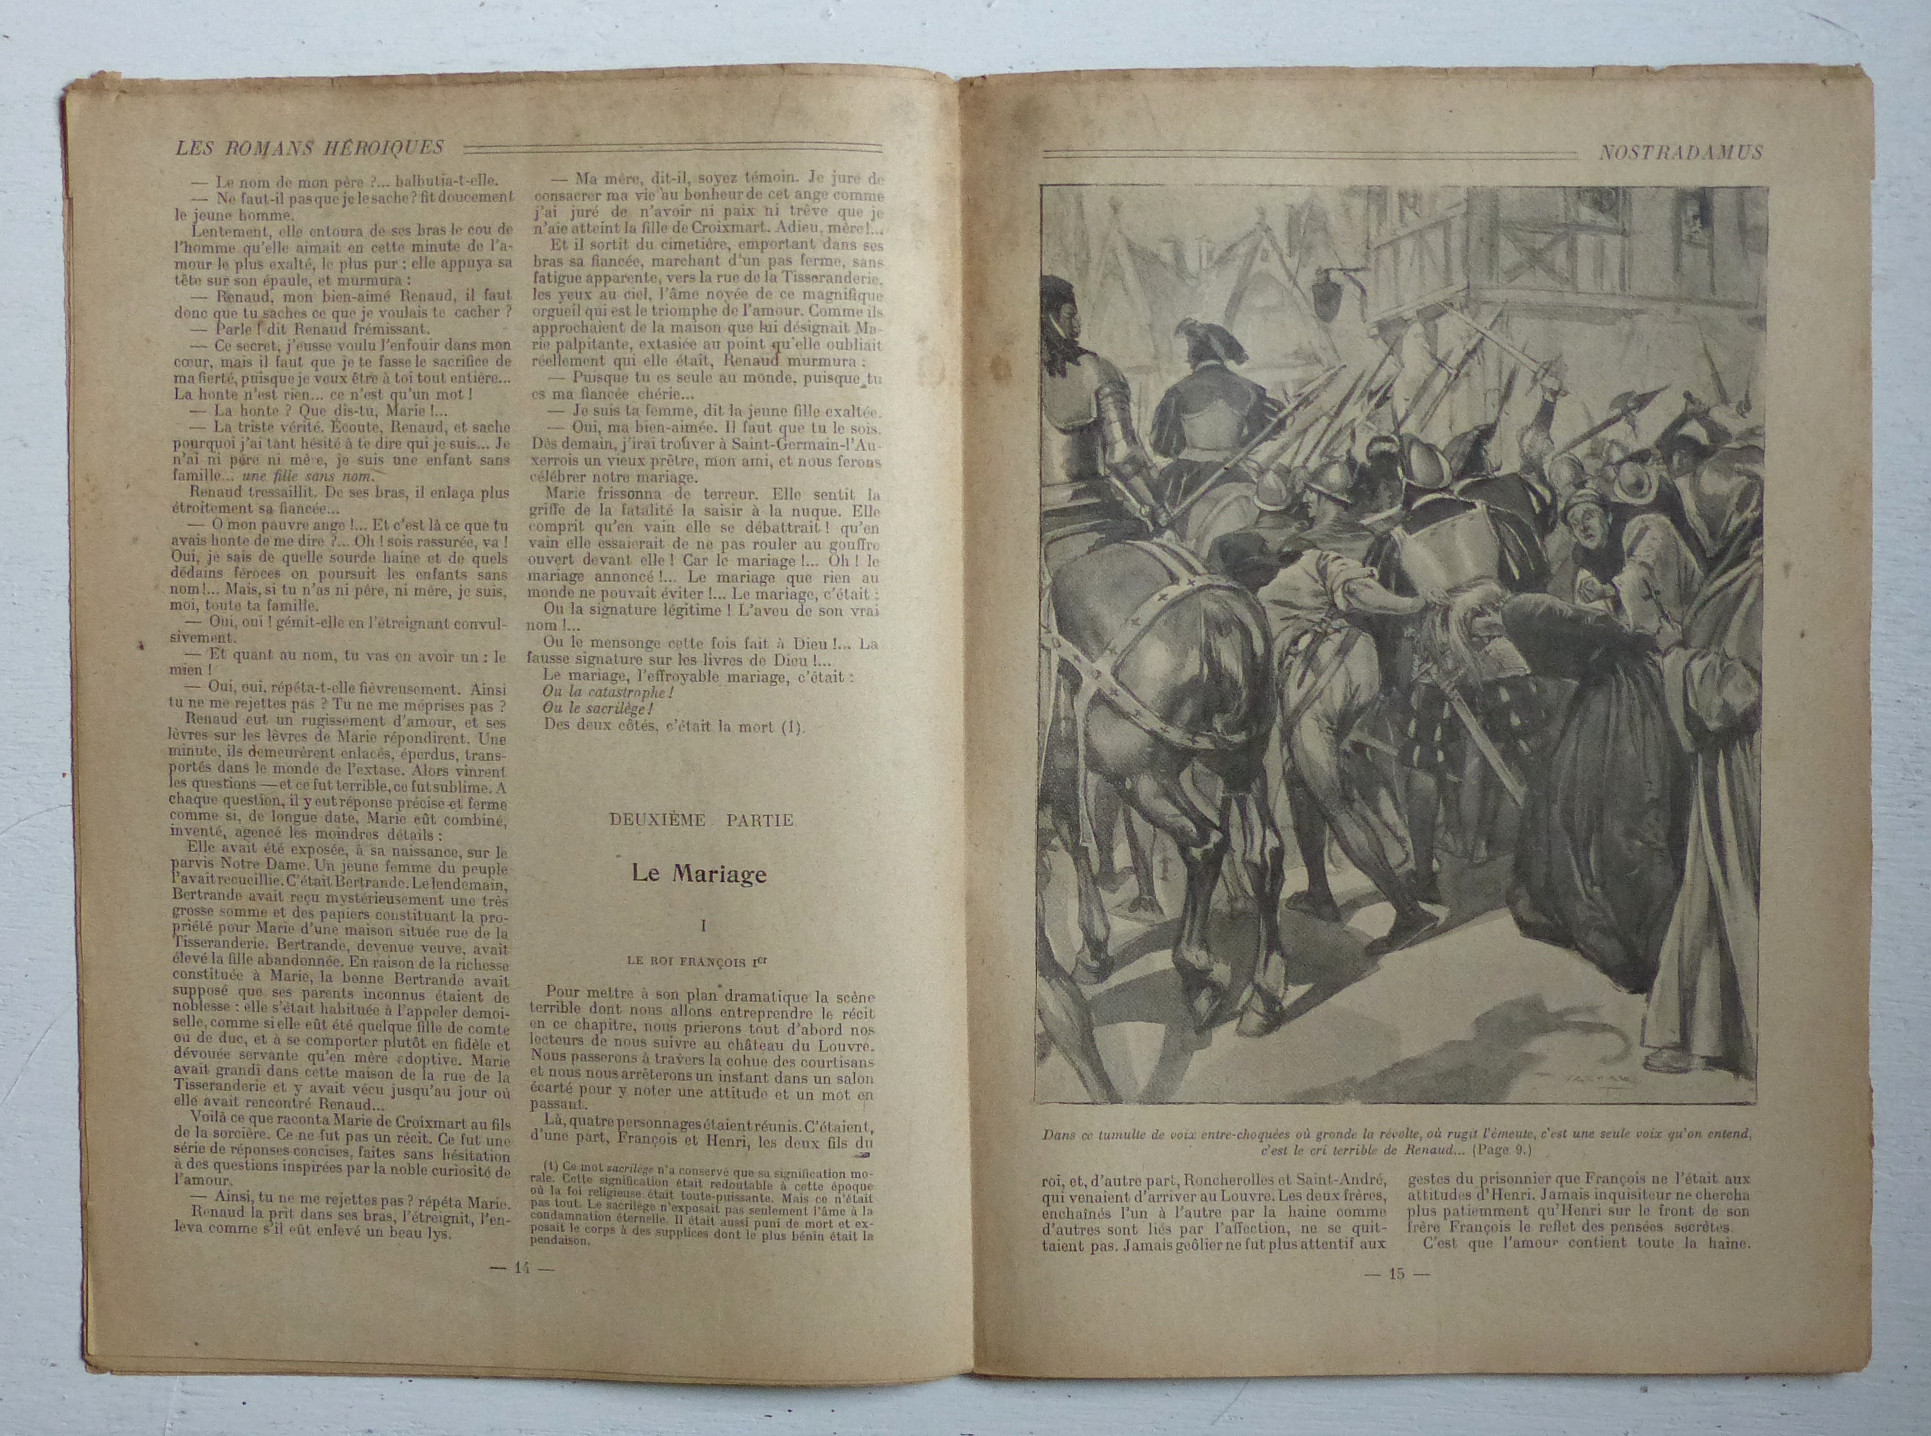 LES ROMANS HÉROIQUES
— Le nom de mon père ?... balbutia-t-elle.
— Ne faut-il pas que je le sache ? fit doucement
le jeune homme.
Lentement, elle entoura de ses bras le cou de
l'homme qu'elle aimait en cette minute de l'a-
mour le plus exalté, le plus pur : elle appuya sa
tête sur son épaule, et murmura :
— Renaud, mon bien-aimé Renaud, il faut
donc que tu saches ce que je voulais te cacher ?
— Parle ! dit Renaud frémissant.
— Ce secret, j'eusse voulu l'enfouir dans mon
cœur, mais il faut que je te fasse le sacrifice de
ma fierté, puisque je veux être à toi tout entière...
La honte n'est rien... ce n'est qu'un mot !
— La honte ? Que dis-tu, Marie !...
— La triste vérité. Écoute, Renaud, et sache
pourquoi j'ai tant hésité à te dire qui je suis... Je
n'ai ni père ni mère, je suis une enfant sans
famille... une fille sans nom.
Renaud tressaillit. De ses bras, il enlaça plus
étroitement sa fiancée...
— O mon pauvre ange !... Et c'est là ce que tu
avais honte de me dire ?... Oh ! sois rassurée, va !
Oui, je sais de quelle sourde haine et de quels
dédains féroces on poursuit les enfants sans
nom !... Mais, si tu n'as ni père, ni mère, je suis,
moi, toute ta famille.
— Oui, oui ! gémit-elle en l'étreignant convul-
sivement.
— Et quant au nom, tu vas en avoir un : le
mien !
— Oui, oui, répéta-t-elle fiévreusement. Ainsi
tu ne me rejettes pas ? Tu ne me méprises pas ?
Renaud eut un rugissement d'amour, et ses
lèvres sur les lèvres de Marie répondirent. Une
minute, ils demeurèrent enlacés, éperdus, trans-
portés dans le monde de l'extase. Alors vinrent
les questions — et ce fut terrible, ce fut sublime. A
chaque question, il y eut réponse précise et ferme
comme si, de longue date, Marie eût combiné,
inventé, agencé les moindres détails :
Elle avait été exposée, à sa naissance, sur le
parvis Notre Dame. Un jeune femme du peuple
l'avait recueillie. C'était Bertrande. Le lendemain,
Bertrande avait reçu mystérieusement une très
grosse somme et des papiers constituant la pro-
priété pour Marie d'une maison située rue de la
Tisseranderie. Bertrande, devenue veuve, avait
élevé la fille abandonnée. En raison de la richesse
constituée à Marie, la bonne Bertrande avait
supposé que ses parents inconnus étaient de
noblesse : elle s'était habituée à l'appeler demoi-
selle, comme si elle eût été quelque fille de comte
ou de duc, et à se comporter plutôt en fidèle et
dévouée servante qu'en mère adoptive. Marie
avait grandi dans cette maison de la rue de la
Tisseranderie et y avait vécu jusqu'au jour où
elle avait rencontré Renaud...
Voilà ce que raconta Marie de Croixmart au fils
de la sorcière. Ce ne fut pas un récit. Ce fut une
série de réponses concises, faites sans hésitation
à des questions inspirées par la noble curiosité de
l'amour.
— Ainsi, tu ne me rejettes pas ? répéta Marie.
Renaud la prit dans ses bras, l'étreignit, l'en-
leva comme s'il eût enlevé un beau lys.
— Ma mère, dit-il, soyez témoin. Je jure de
consacrer ma vie au bonheur de cet ange comme
j'ai juré de n'avoir ni paix ni trêve que je
n'aie atteint la fille de Croixmart. Adieu, mère !...
Et il sortit du cimetière, emportant dans ses
bras sa fiancée, marchant d'un pas ferme, sans
fatigue apparente, vers la rue de la Tisseranderie,
les yeux au ciel, l'âme noyée de ce magnifique
orgueil qui est le triomphe de l'amour. Comme ils
approchaient de la maison que lui désignait Ma-
rie palpitante, extasiée au point qu'elle oubliait
réellement qui elle était, Renaud murmura :
— Puisque tu es seule au monde, puisque tu
es ma fiancée chérie...
— Je suis ta femme, dit la jeune fille exaltée.
— Oui, ma bien-aimée. Il faut que tu le sois.
Dès demain, j'irai trouver à Saint-Germain-l'Au-
xerrois un vieux prêtre, mon ami, et nous ferons
célébrer notre mariage.
Marie frissonna de terreur. Elle sentit la
griffe de la fatalité la saisir à la nuque. Elle
comprit qu'en vain elle se débattrait ! qu'en
vain elle essaierait de ne pas rouler au gouffre
ouvert devant elle ! Car le mariage !... Oh ! le
mariage annoncé !... Le mariage que rien au
monde ne pouvait éviter !... Le mariage, c'était :
Ou la signature légitime ! L'aveu de son vrai
nom !...
Ou le mensonge cette fois fait à Dieu !... La
fausse signature sur les livres de Dieu !...
Le mariage, l'effroyable mariage, c'était :
Ou la catastrophe !
Ou le sacrilège !
Des deux côtés, c'était la mort (1).
DEUXIÈME PARTIE
Le Mariage
I
LE ROI FRANÇOIS Ier
Pour mettre à son plan dramatique la scène
terrible dont nous allons entreprendre le récit
en ce chapitre, nous prierons tout d'abord nos
lecteurs de nous suivre au château du Louvre.
Nous passerons à travers la cohue des courtisans
et nous nous arrêterons un instant dans un salon
écarté pour y noter une attitude et un mot en
passant.
Là, quatre personnages étaient réunis. C'étaient,
d'une part, François et Henri, les deux fils du
(1) Ce mot sacrilège n'a conservé que sa signification mo-
rale. Cette signification était redoutable à cette époque
où la foi religieuse était toute-puissante. Mais ce n'était
pas tout. Le sacrilège n'exposait pas seulement l'âme à la
condamnation éternelle. Il était aussi puni de mort et ex-
posait le corps à des supplices dont le plus bénin était la
pendaison.
— 14 —
NOSTRADAMUS
Dans ce tumulte de voix entre-choquées où gronde la révolte, où rugit l'émeute, c'est une seule voix qu'on entend,
c'est le cri terrible de Renaud... (Page 9.)
roi, et, d'autre part, Roncherolles et Saint-André,
qui venaient d'arriver au Louvre. Les deux frères,
enchaînés l'un à l'autre par la haine comme
d'autres sont liés par l'affection, ne se quit-
taient pas. Jamais geôlier ne fut plus attentif aux
gestes du prisonnier que François ne l'était aux
attitudes d'Henri. Jamais inquisiteur ne chercha
plus patiemment qu'Henri sur le front de son
frère François le reflet des pensées secrètes.
C'est que l'amour contient toute la haine.
— 15 —